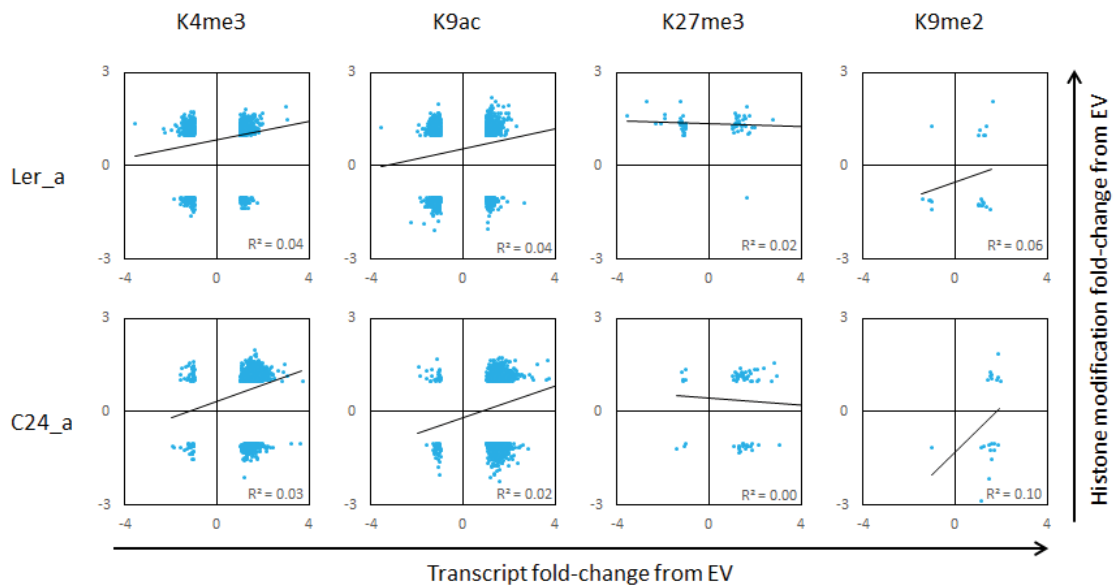 K4me3 K9ac K27me3 K9me2
Ler_a
3 0 -3
-4 0 4
R² = 0.04
3 0 -3
-4 0 4
R² = 0.04
3 0 -3
-4 0 4
R² = 0.02
3 0 -3
-4 0 4
R² = 0.06
C24_a
3 0 -3
-4 0 4
R² = 0.03
3 0 -3
-4 0 4
R² = 0.02
3 0 -3
-4 0 4
R² = 0.00
3 0 -3
-4 0 4
R² = 0.10
Histone modification fold-change from EV
Transcript fold-change from EV